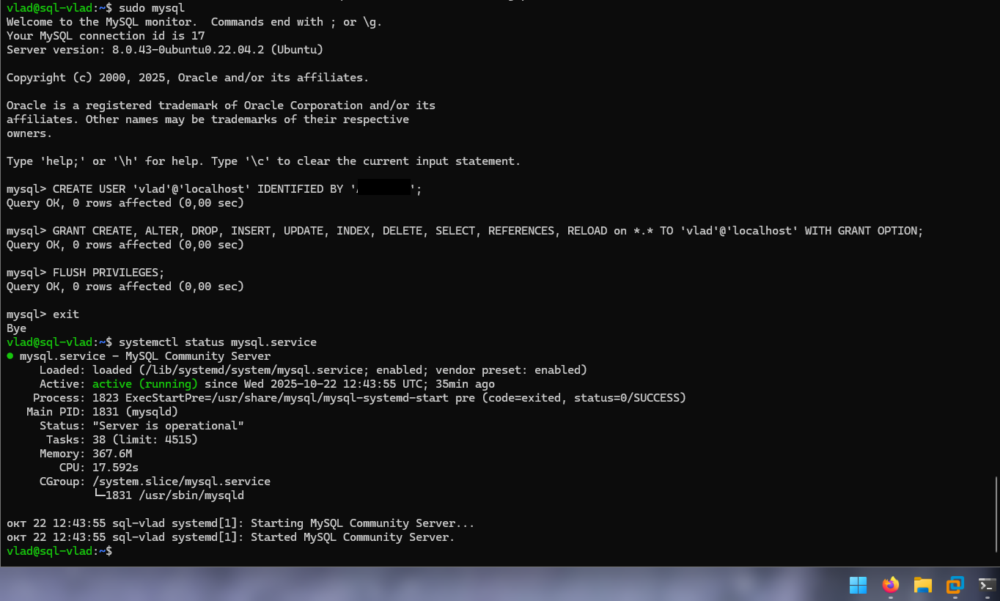 vlad@sql-vlad:~$ sudo mysql
Welcome to the MySQL monitor.  Commands end with ; or \g.
Your MySQL connection id is 17
Server version: 8.0.43-0ubuntu0.22.04.2 (Ubuntu)
Copyright (c) 2000, 2025, Oracle and/or its affiliates.
Oracle is a registered trademark of Oracle Corporation and/or its
affiliates. Other names may be trademarks of their respective
owners.
Type 'help;' or '\h' for help. Type '\c' to clear the current input statement.
mysql> CREATE USER 'vlad'@'localhost' IDENTIFIED BY '';
Query OK, 0 rows affected (0,00 sec)
mysql> GRANT CREATE, ALTER, DROP, INSERT, UPDATE, INDEX, DELETE, SELECT, REFERENCES, RELOAD on *.* TO 'vlad'@'localhost' WITH GRANT OPTION;
Query OK, 0 rows affected (0,00 sec)
mysql> FLUSH PRIVILEGES;
Query OK, 0 rows affected (0,00 sec)
mysql> exit
Bye
vlad@sql-vlad:~$ systemctl status mysql.service
● mysql.service - MySQL Community Server
Loaded: loaded (/lib/systemd/system/mysql.service; enabled; vendor preset: enabled)
Active: active (running) since Wed 2025-10-22 12:43:55 UTC; 35min ago
Process: 1823 ExecStartPre=/usr/share/mysql/mysql-systemd-start pre (code=exited, status=0/SUCCESS)
Main PID: 1831 (mysqld)
Status: "Server is operational"
Tasks: 38 (limit: 4515)
Memory: 367.6M
CPU: 17.592s
CGroup: /system.slice/mysql.service
└─1831 /usr/sbin/mysqld
окт 22 12:43:55 sql-vlad systemd[1]: Starting MySQL Community Server...
окт 22 12:43:55 sql-vlad systemd[1]: Started MySQL Community Server.
vlad@sql-vlad:~$